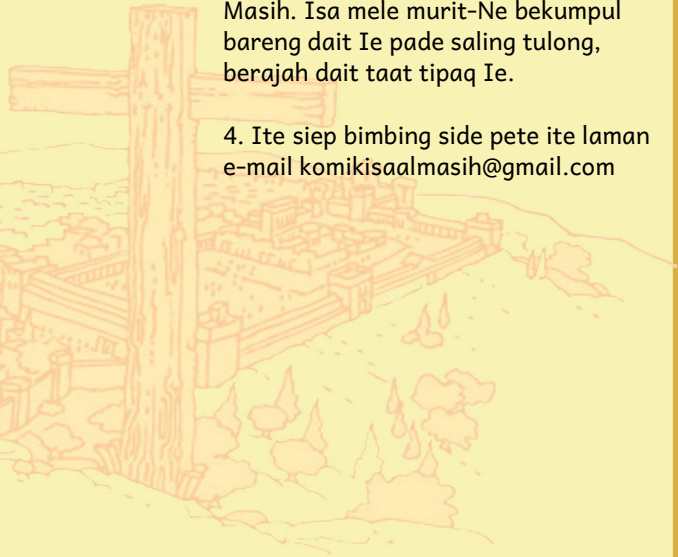 Masih. Isa mele murit-Ne bekumpul
bareng dait Ie pade saling tulong,
berajah dait taat tipaq Ie.
4. Ite siep bimbing side pete ite laman
e-mail komikisaalmasih@gmail.com